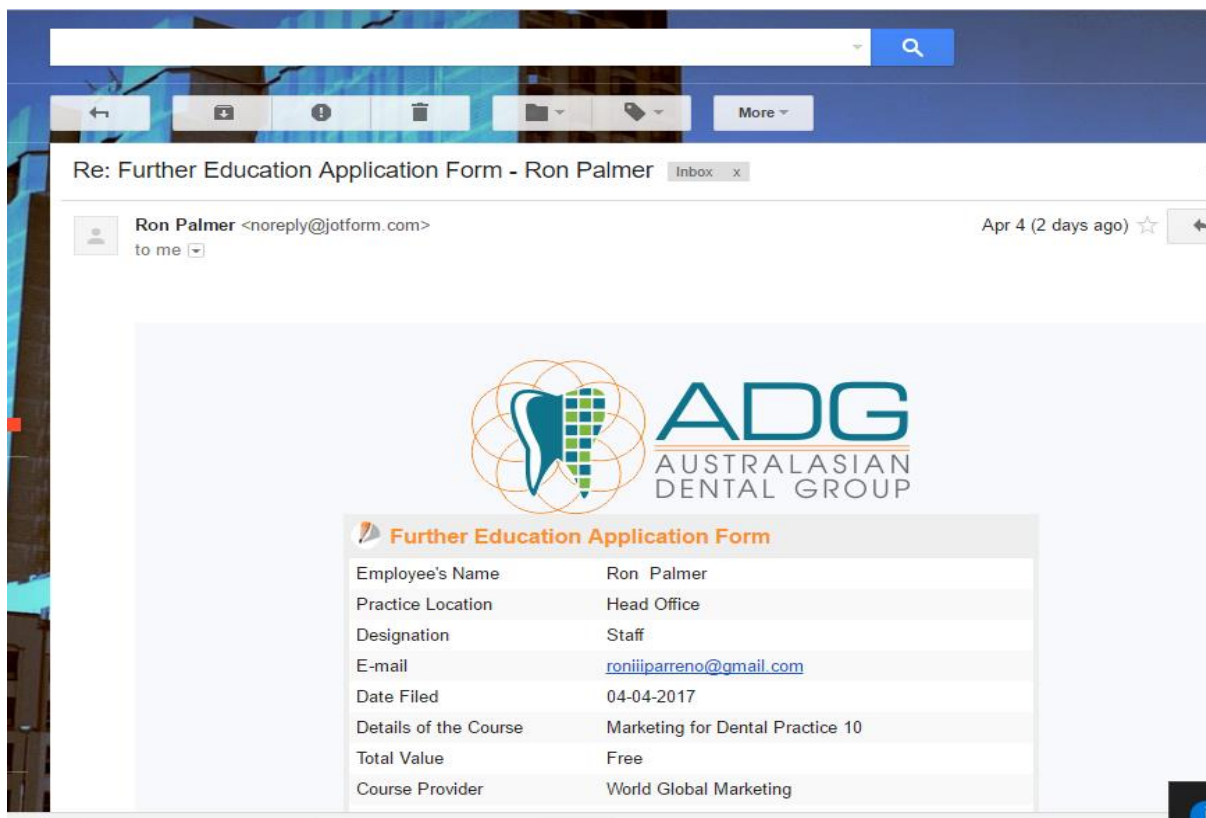 More
Re: Further Education Application Form - Ron Palmer Inbox x
Ron Palmer <noreply@jotform.com> Apr 4 (2 days ago)
to me
ADG
AUSTRALASIAN
DENTAL GROUP
Further Education Application Form
Employee's Name Ron Palmer
Practice Location Head Office
Designation Staff
E-mail roniiiparreno@gmail.com
Date Filed 04-04-2017
Details of the Course Marketing for Dental Practice 10
Total Value Free
Course Provider World Global Marketing